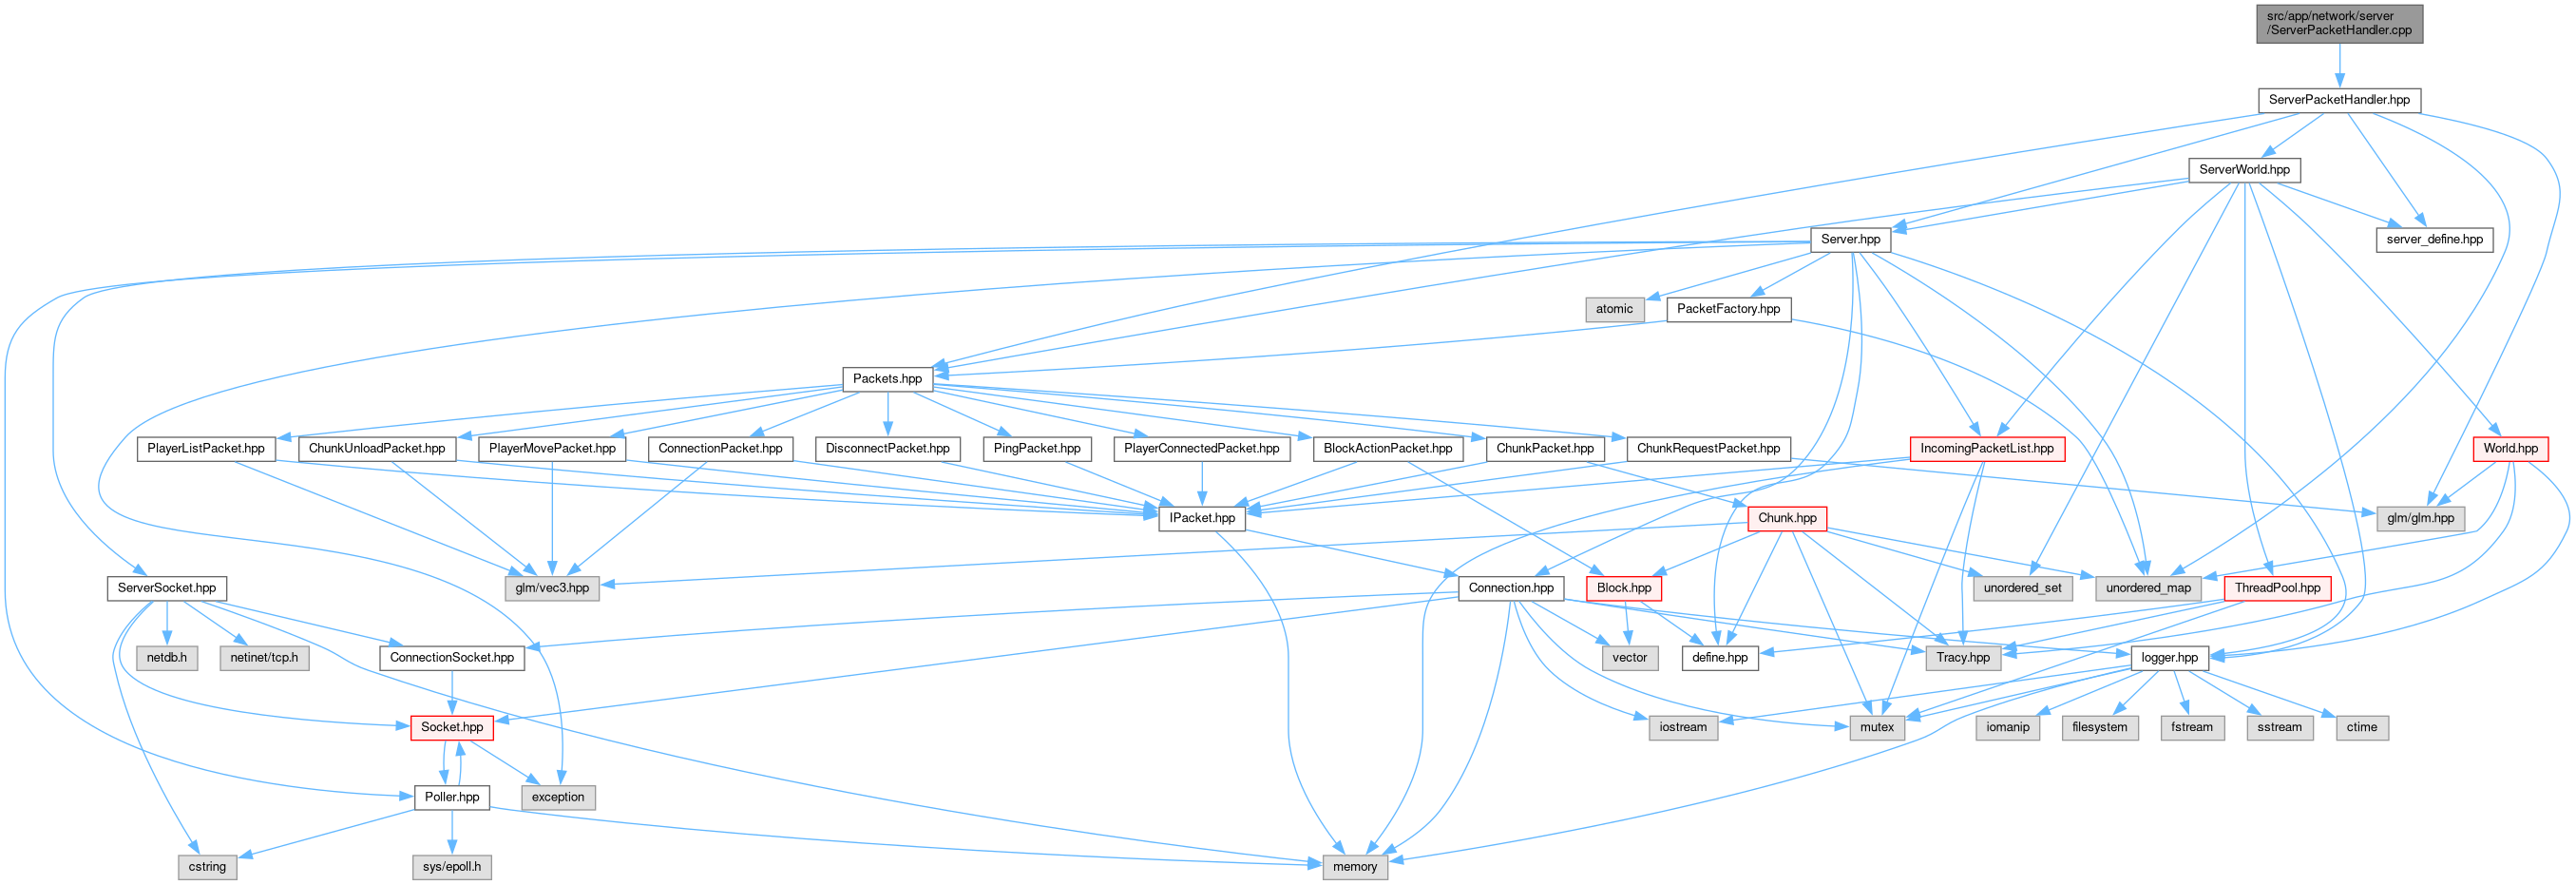 src/app/network/server
/ServerPacketHandler.cpp
ServerPacketHandler.hpp
ServerWorld.hpp
Server.hpp
server_define.hpp
atomic
PacketFactory.hpp
Packets.hpp
PlayerListPacket.hpp
ChunkUnloadPacket.hpp
PlayerMovePacket.hpp
ConnectionPacket.hpp
DisconnectPacket.hpp
PingPacket.hpp
PlayerConnectedPacket.hpp
BlockActionPacket.hpp
ChunkPacket.hpp
ChunkRequestPacket.hpp
IncomingPacketList.hpp
World.hpp
IPacket.hpp
Chunk.hpp
glm/glm.hpp
ServerSocket.hpp
glm/vec3.hpp
Connection.hpp
Block.hpp
unordered_set
unordered_map
ThreadPool.hpp
netdb.h
netinet/tcp.h
ConnectionSocket.hpp
vector
define.hpp
Tracy.hpp
logger.hpp
Socket.hpp
iostream
mutex
iomanip
filesystem
fstream
sstream
ctime
Poller.hpp
exception
cstring
sys/epoll.h
memory